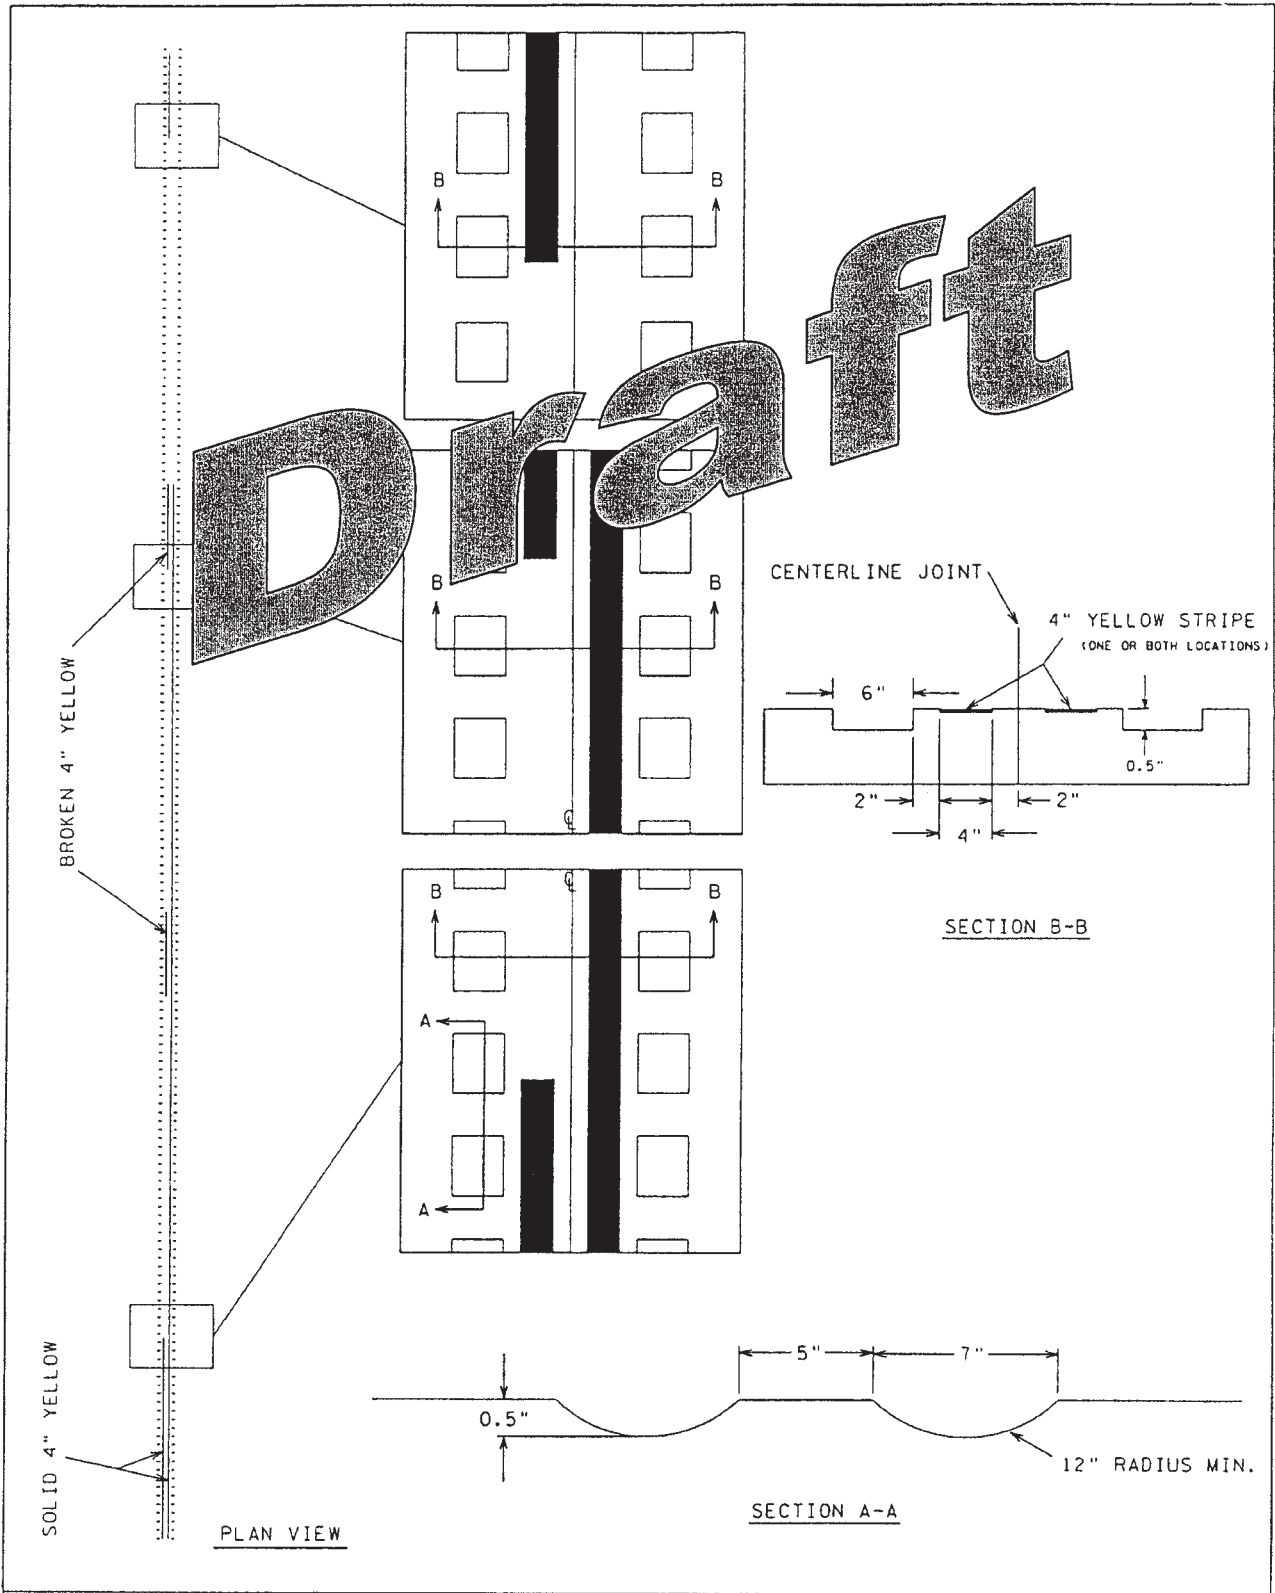 B
B
Draft
B
B
℄
BROKEN 4" YELLOW
CENTERLINE JOINT
4" YELLOW STRIPE
(ONE OR BOTH LOCATIONS)
6"
0.5"
2"
2"
4"
SECTION B-B
℄
B
B
A
A
SOLID 4" YELLOW
5"
7"
0.5"
12" RADIUS MIN.
SECTION A-A
PLAN VIEW